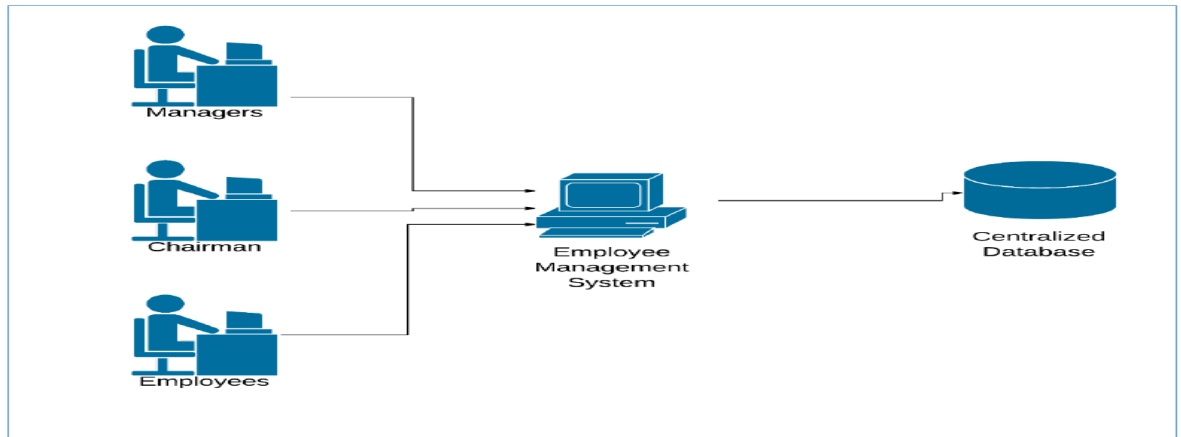 Managers
Chairman
Employees
Employee
Management
System
Centralized
Database